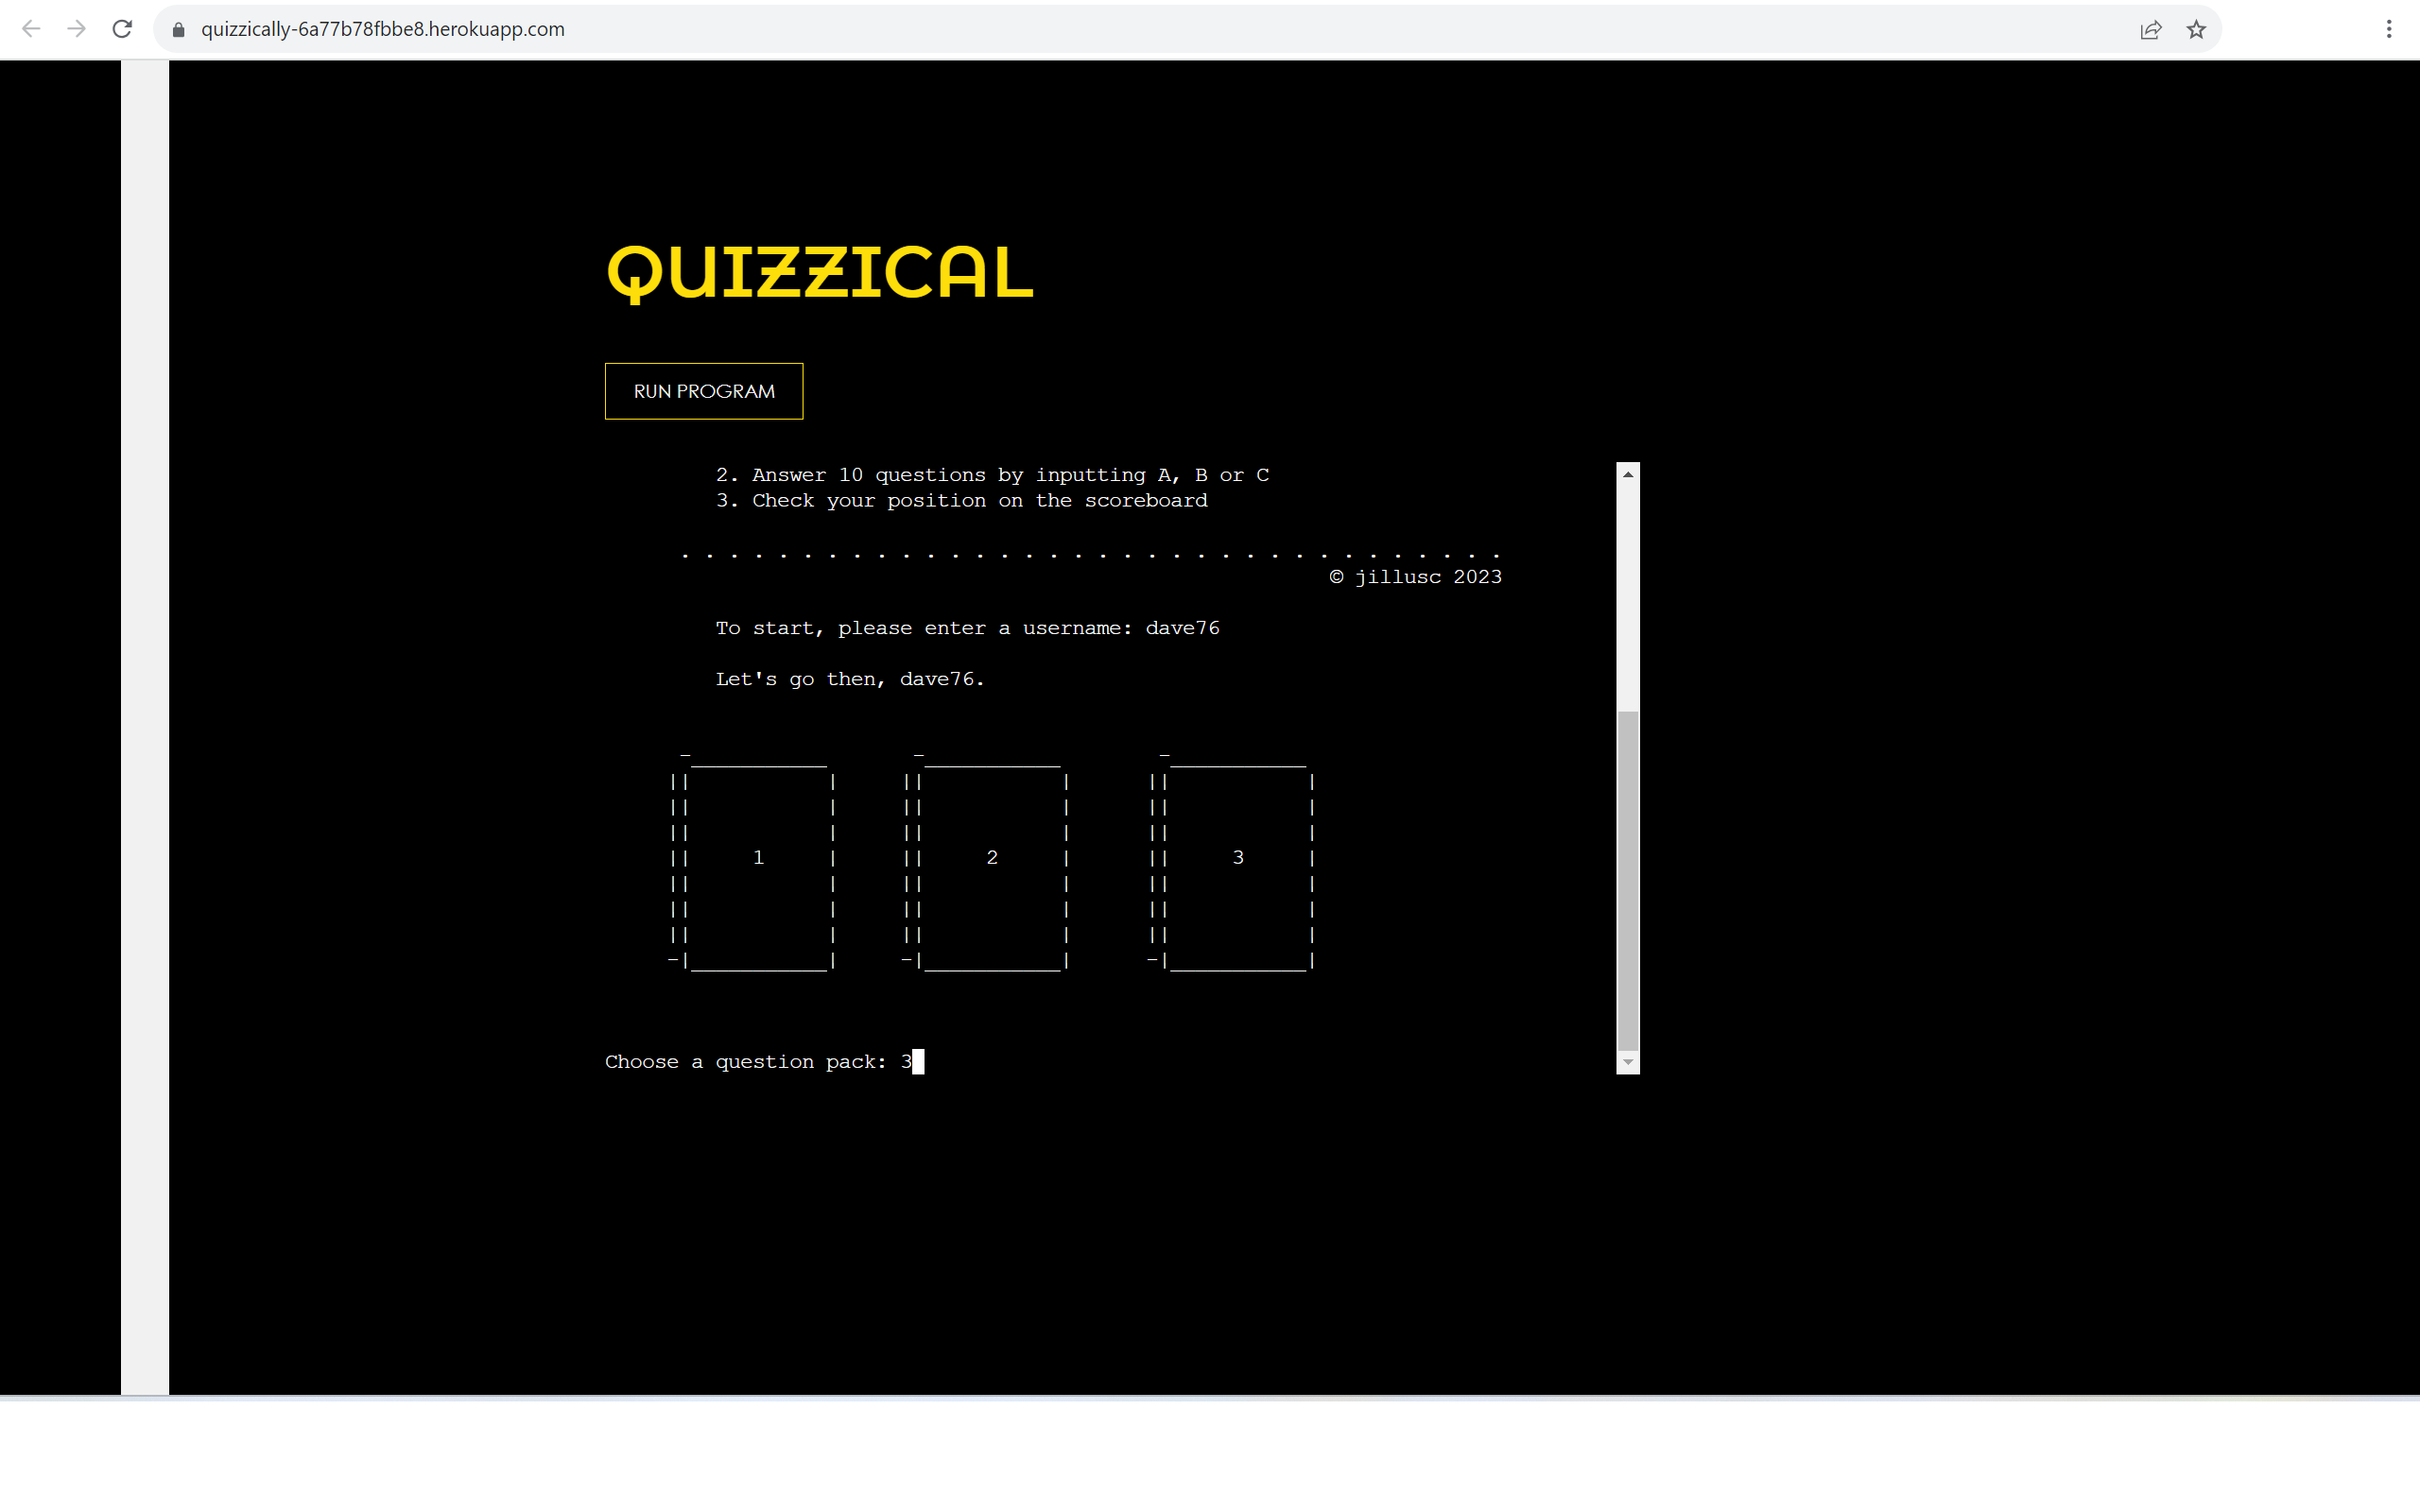 quizzically-6a77b78fbbe8.herokuapp.com
QUIZZICAL
RUN PROGRAM
2. Answer 10 questions by inputting A, B or C
3. Check your position on the scoreboard
. . . . . . . . . . . . . . . . . . . . . . . . . . . . . . . . . .
© jillusc 2023
To start, please enter a username: dave76
Let's go then, dave76.
1 2 3
Choose a question pack: 3